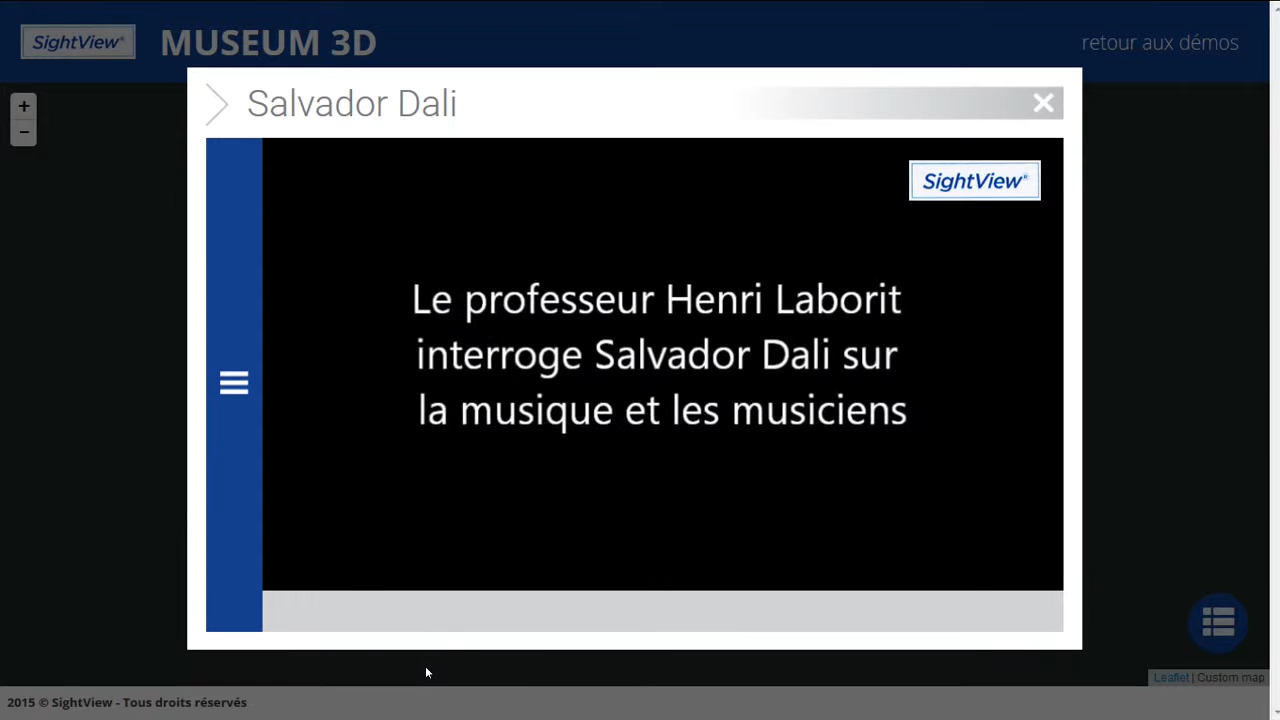 SightView®
MUSEUM 3D
retour aux démos
+
−
Salvador Dali
SightView®
Le professeur Henri Laborit
interroge Salvador Dali sur
la musique et les musiciens
Leaflet | Custom map
2015 © SightView - Tous droits réservés